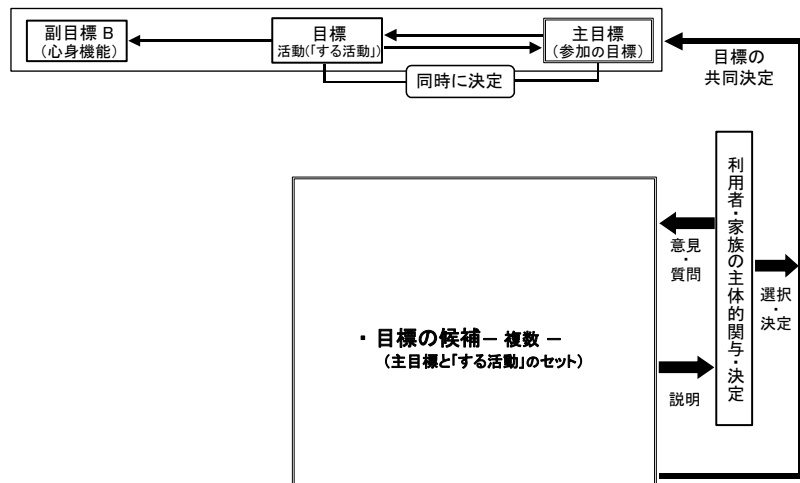 副目標 B
(心身機能)
目標
活動(「する活動」)
主目標
(参加の目標)
同時に決定
目標の
共同決定
利用者・家族の主体的関与・決定
意見・質問
選択・決定
説明
・ 目標の候補 − 複数 −
(主目標と「する活動」のセット)